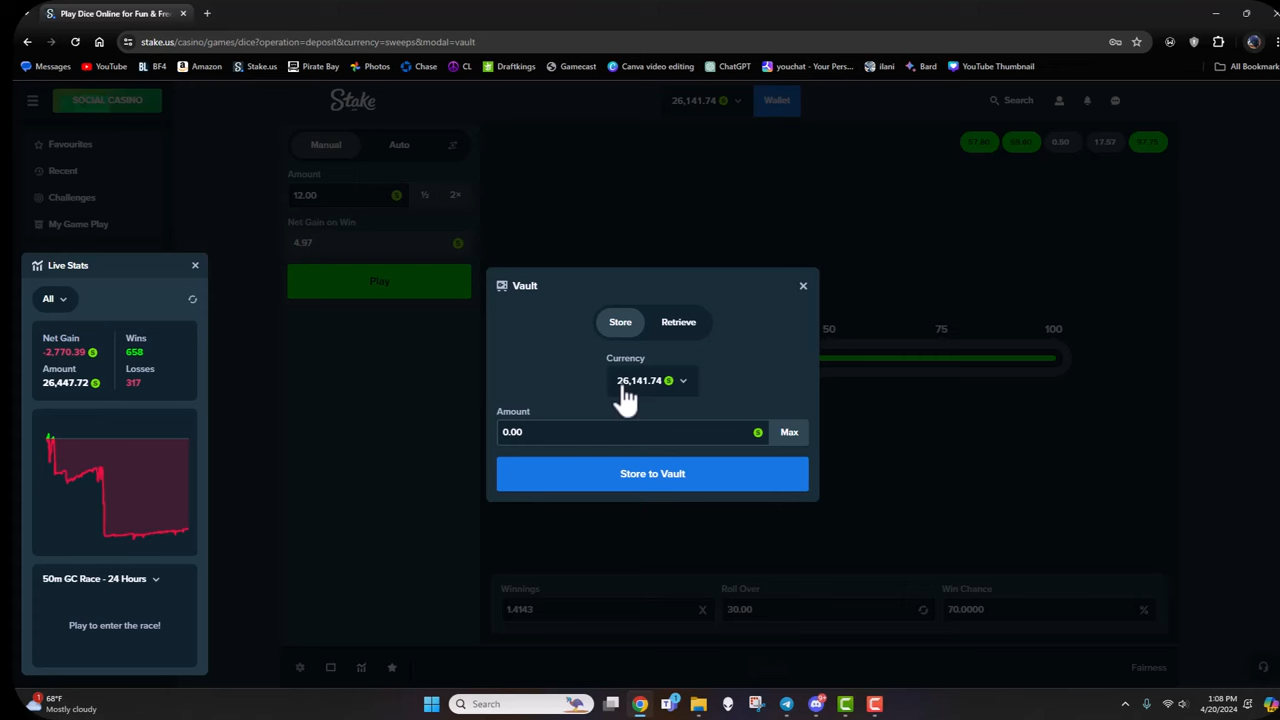 Play Dice Online for Fun & Free
stake.us/casino/games/dice?operation=deposit&currency=sweeps&modal=vault
Messages YouTube BF4 Amazon Stake.us Pirate Bay Photos Chase CL Draftkings Gamecast Canva video editing ChatGPT youchat - Your Pers... ilani Bard YouTube Thumbnail All Bookmark
SOCIAL CASINO
Stake
26,141.74
Wallet
Search
Favourites
Recent
Challenges
My Game Play
Manual Auto
Amount
12.00 ½ 2×
Net Gain on Win
4.97
Play
0.50 17.57
Live Stats
All
Net Gain Wins
-2,770.39 658
Amount Losses
26,447.72 317
50m GC Race - 24 Hours
Play to enter the race!
Vault
Store Retrieve
Currency
26,141.74
Amount
0.00 Max
Store to Vault
50 75 100
Winnings Roll Over Win Chance
1.4143 X 30.00 70.0000 %
Fairness
68°F
Mostly cloudy
Search
1:08 PM
4/20/2024